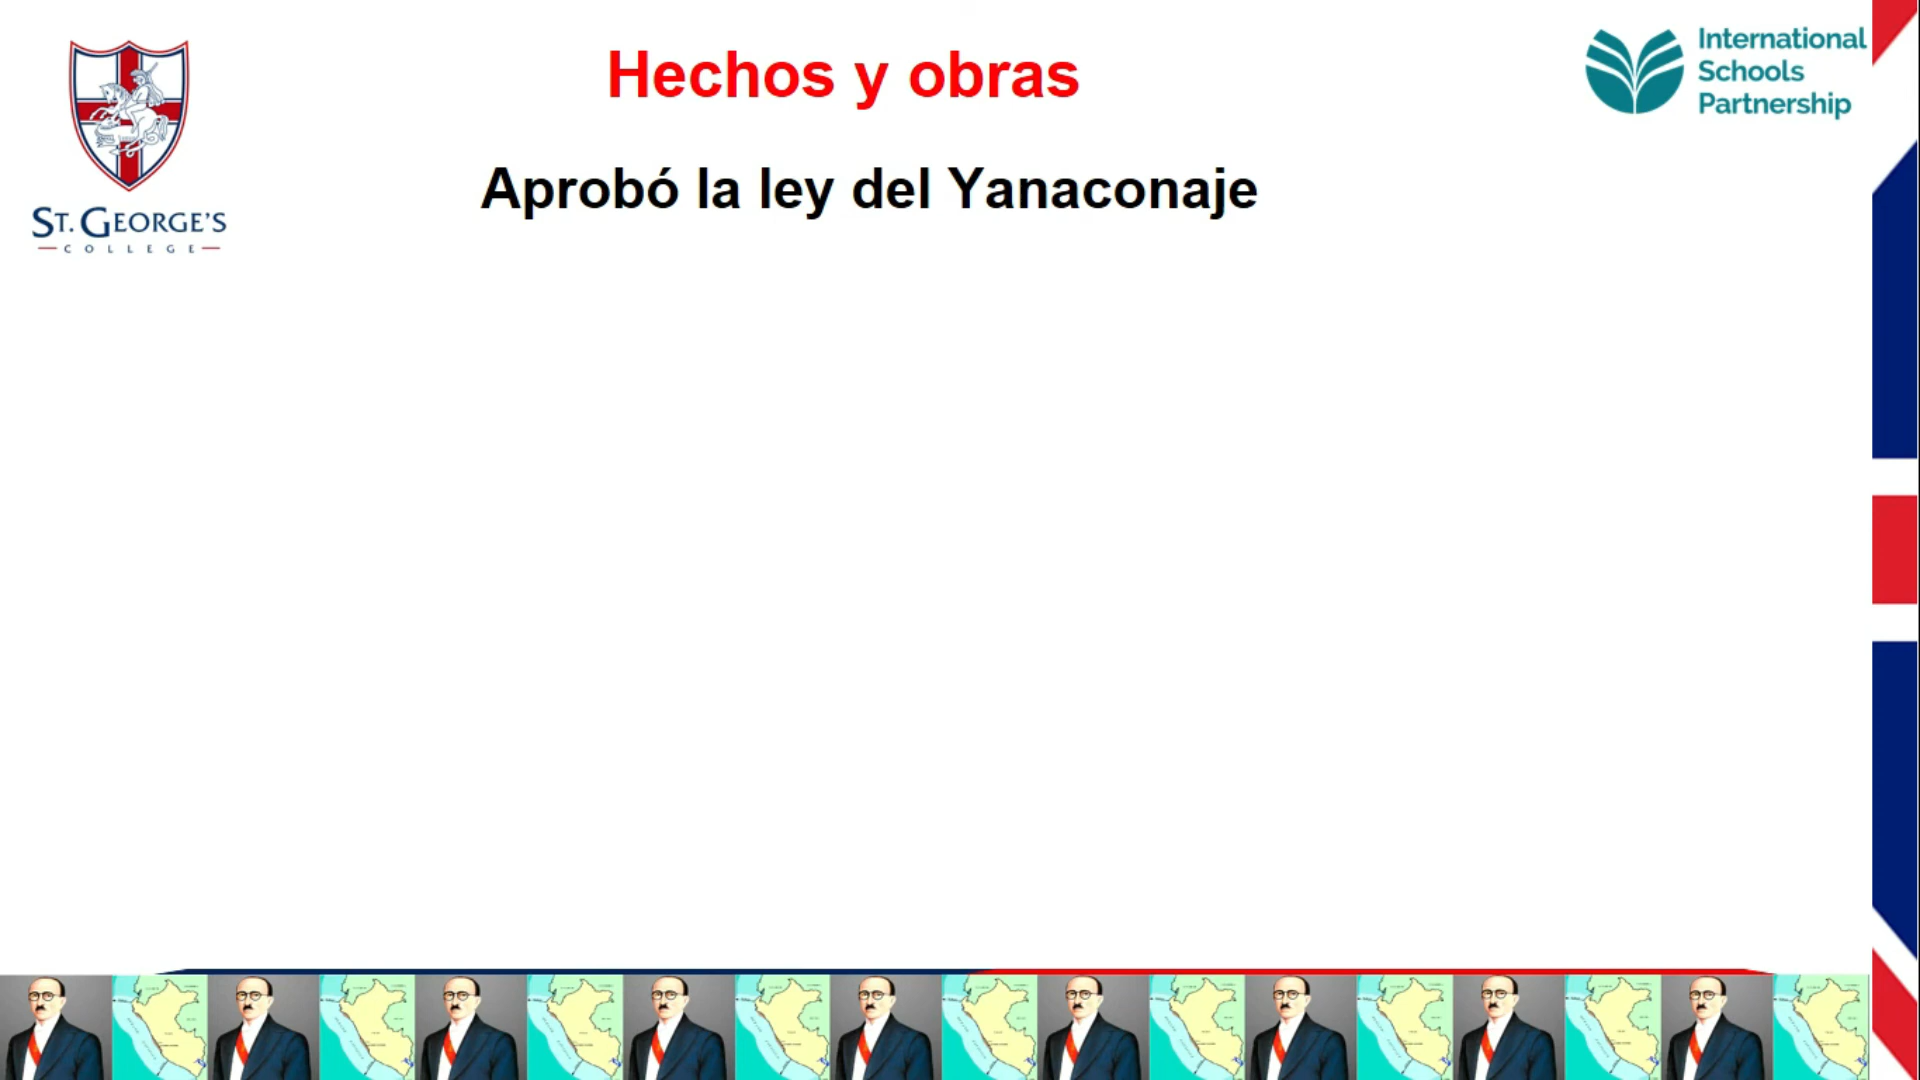 Hechos y obras
International
Schools
Partnership
Aprobó la ley del Yanaconaje
ST. GEORGE'S
COLLEGE